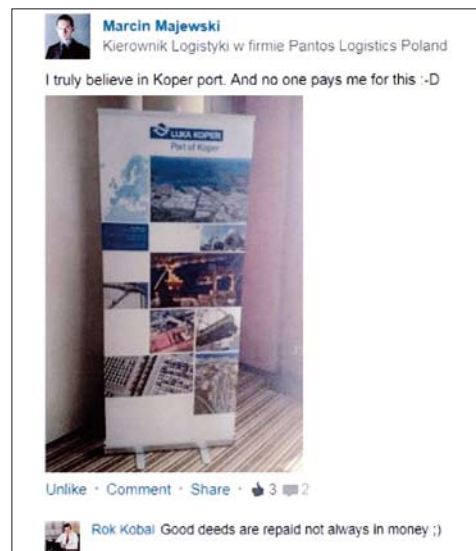 Marcin Majewski
Kierownik Logistyki w firmie Pantos Logistics Poland
I truly believe in Koper port. And no one pays me for this :-D
LUKA KOPER
Port of Koper
Unlike · Comment · Share · 3 2
Rok Kobal Good deeds are repaid not always in money ;)